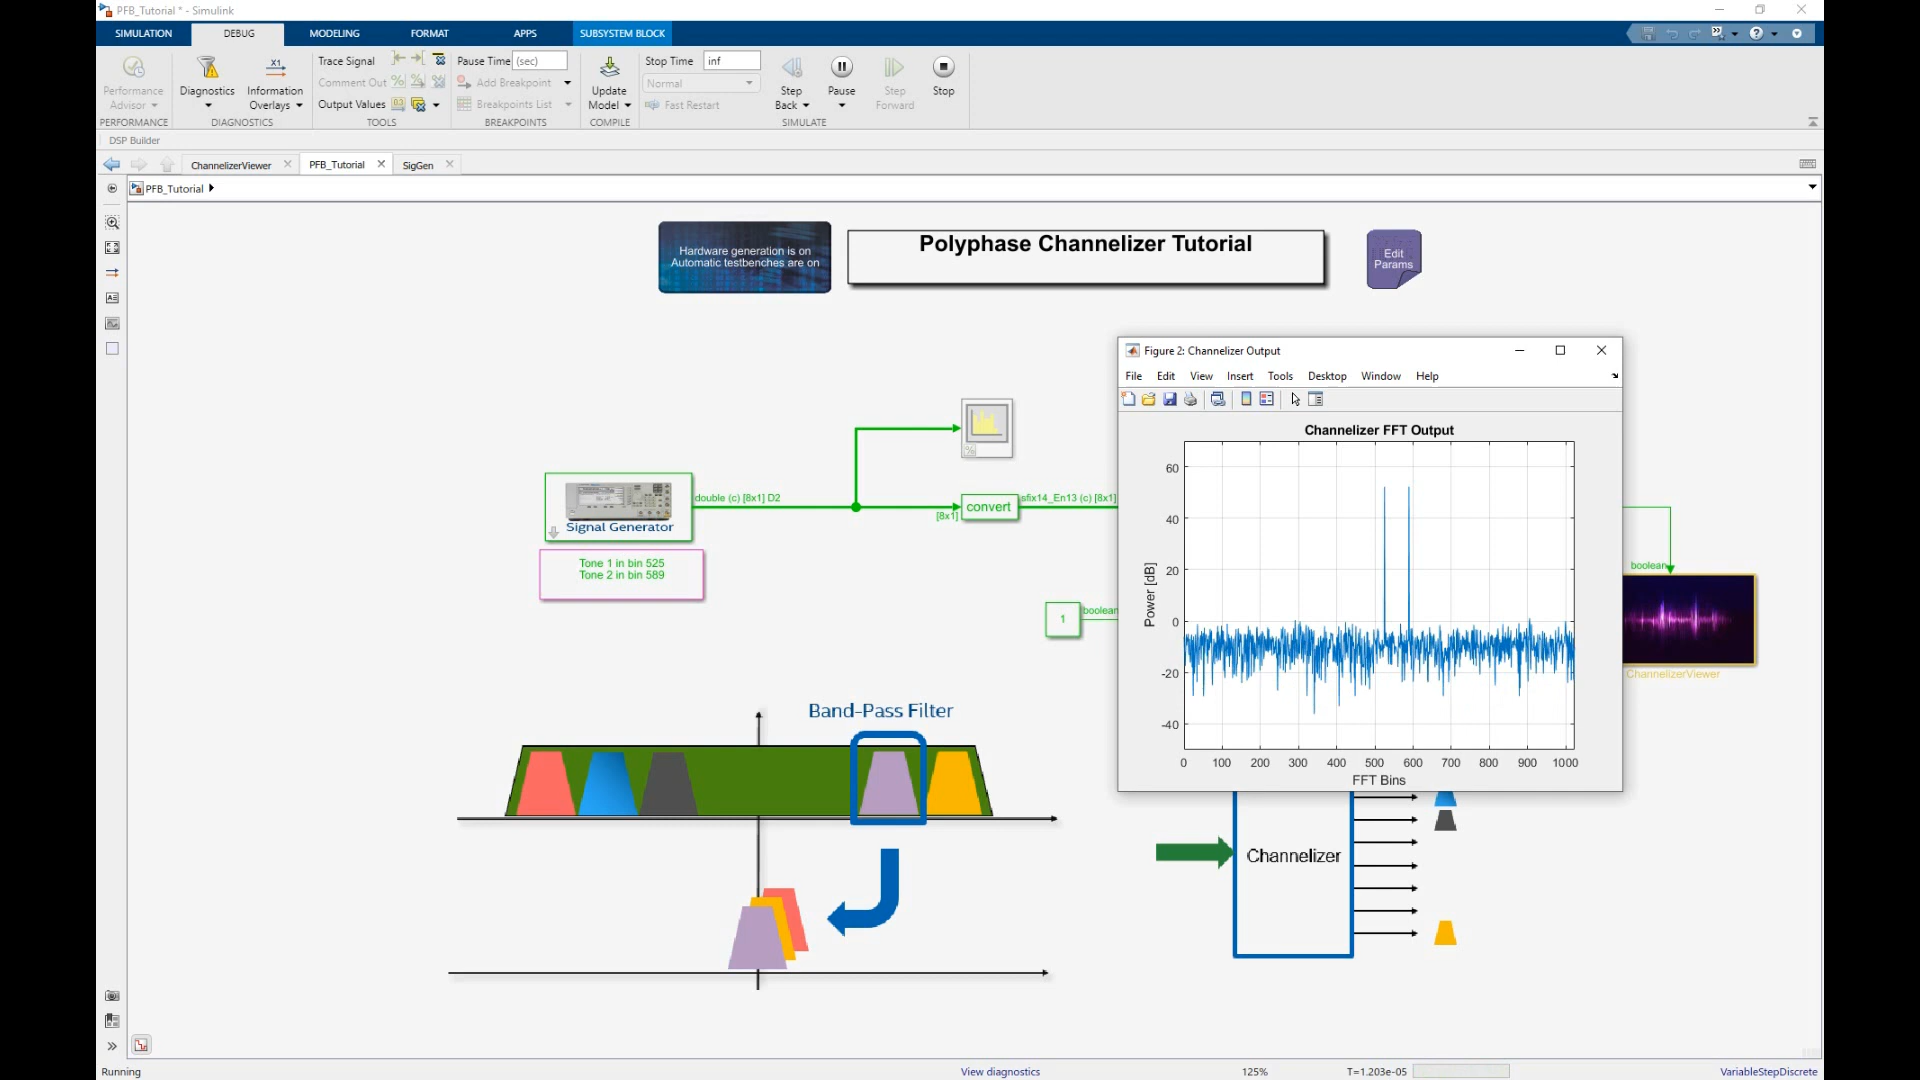 PFB_Tutorial * - Simulink
SIMULATION
DEBUG
MODELING
FORMAT
APPS
SUBSYSTEM BLOCK
Performance
Advisor
PERFORMANCE
Diagnostics
Information
Overlays
DIAGNOSTICS
Trace Signal
Comment Out
Output Values
TOOLS
Pause Time (sec)
Add Breakpoint
Breakpoints List
BREAKPOINTS
Update
Model
COMPILE
Stop Time inf
Normal
Fast Restart
Step
Back
Pause
Step
Forward
Stop
SIMULATE
DSP Builder
ChannelizerViewer
PFB_Tutorial
SigGen
PFB_Tutorial
Hardware generation is on
Automatic testbenches are on
Polyphase Channelizer Tutorial
Edit
Params
Figure 2: Channelizer Output
File Edit View Insert Tools Desktop Window Help
Channelizer FFT Output
60
40
20
0
-20
-40
Power [dB]
0 100 200 300 400 500 600 700 800 900 1000
FFT Bins
double (c) [8x1] D2
Signal Generator
[8x1]
convert
sfix14_En13 (c) [8x1]
Tone 1 in bin 525
Tone 2 in bin 589
1
boolean
boolean
ChannelizerViewer
Band-Pass Filter
Channelizer
Running
View diagnostics
125%
T=1.203e-05
VariableStepDiscrete